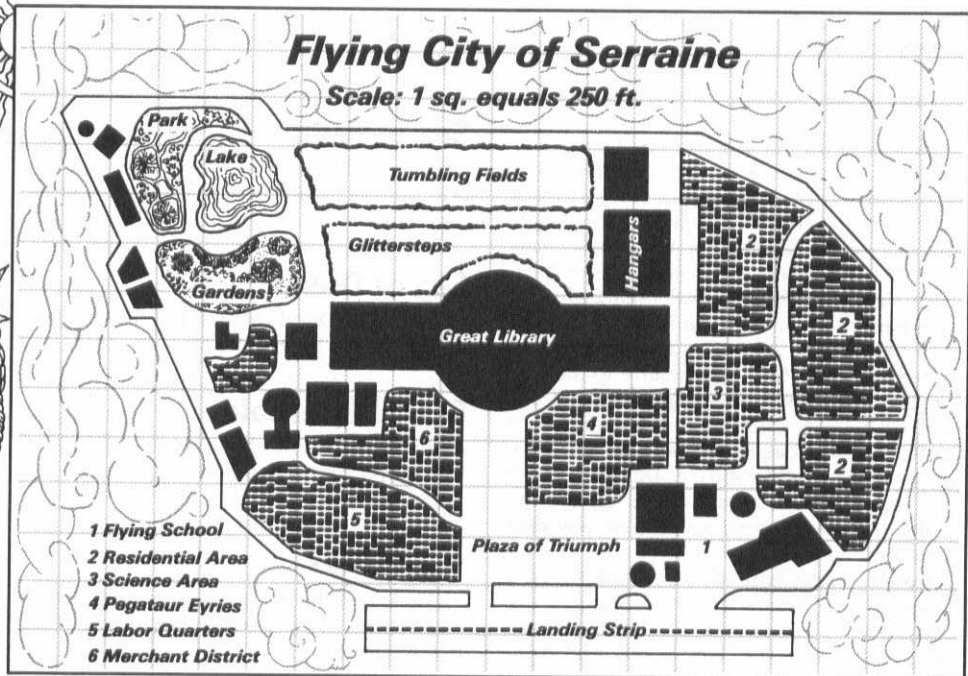 Flying City of Serraine
Scale: 1 sq. equals 250 ft.
Park
Lake
Tumbling Fields
Glittersteps
Hangars
Gardens
Great Library
2
2
3
4
6
2
5
Plaza of Triumph
1
Landing Strip
1 Flying School
2 Residential Area
3 Science Area
4 Pegataur Eyries
5 Labor Quarters
6 Merchant District